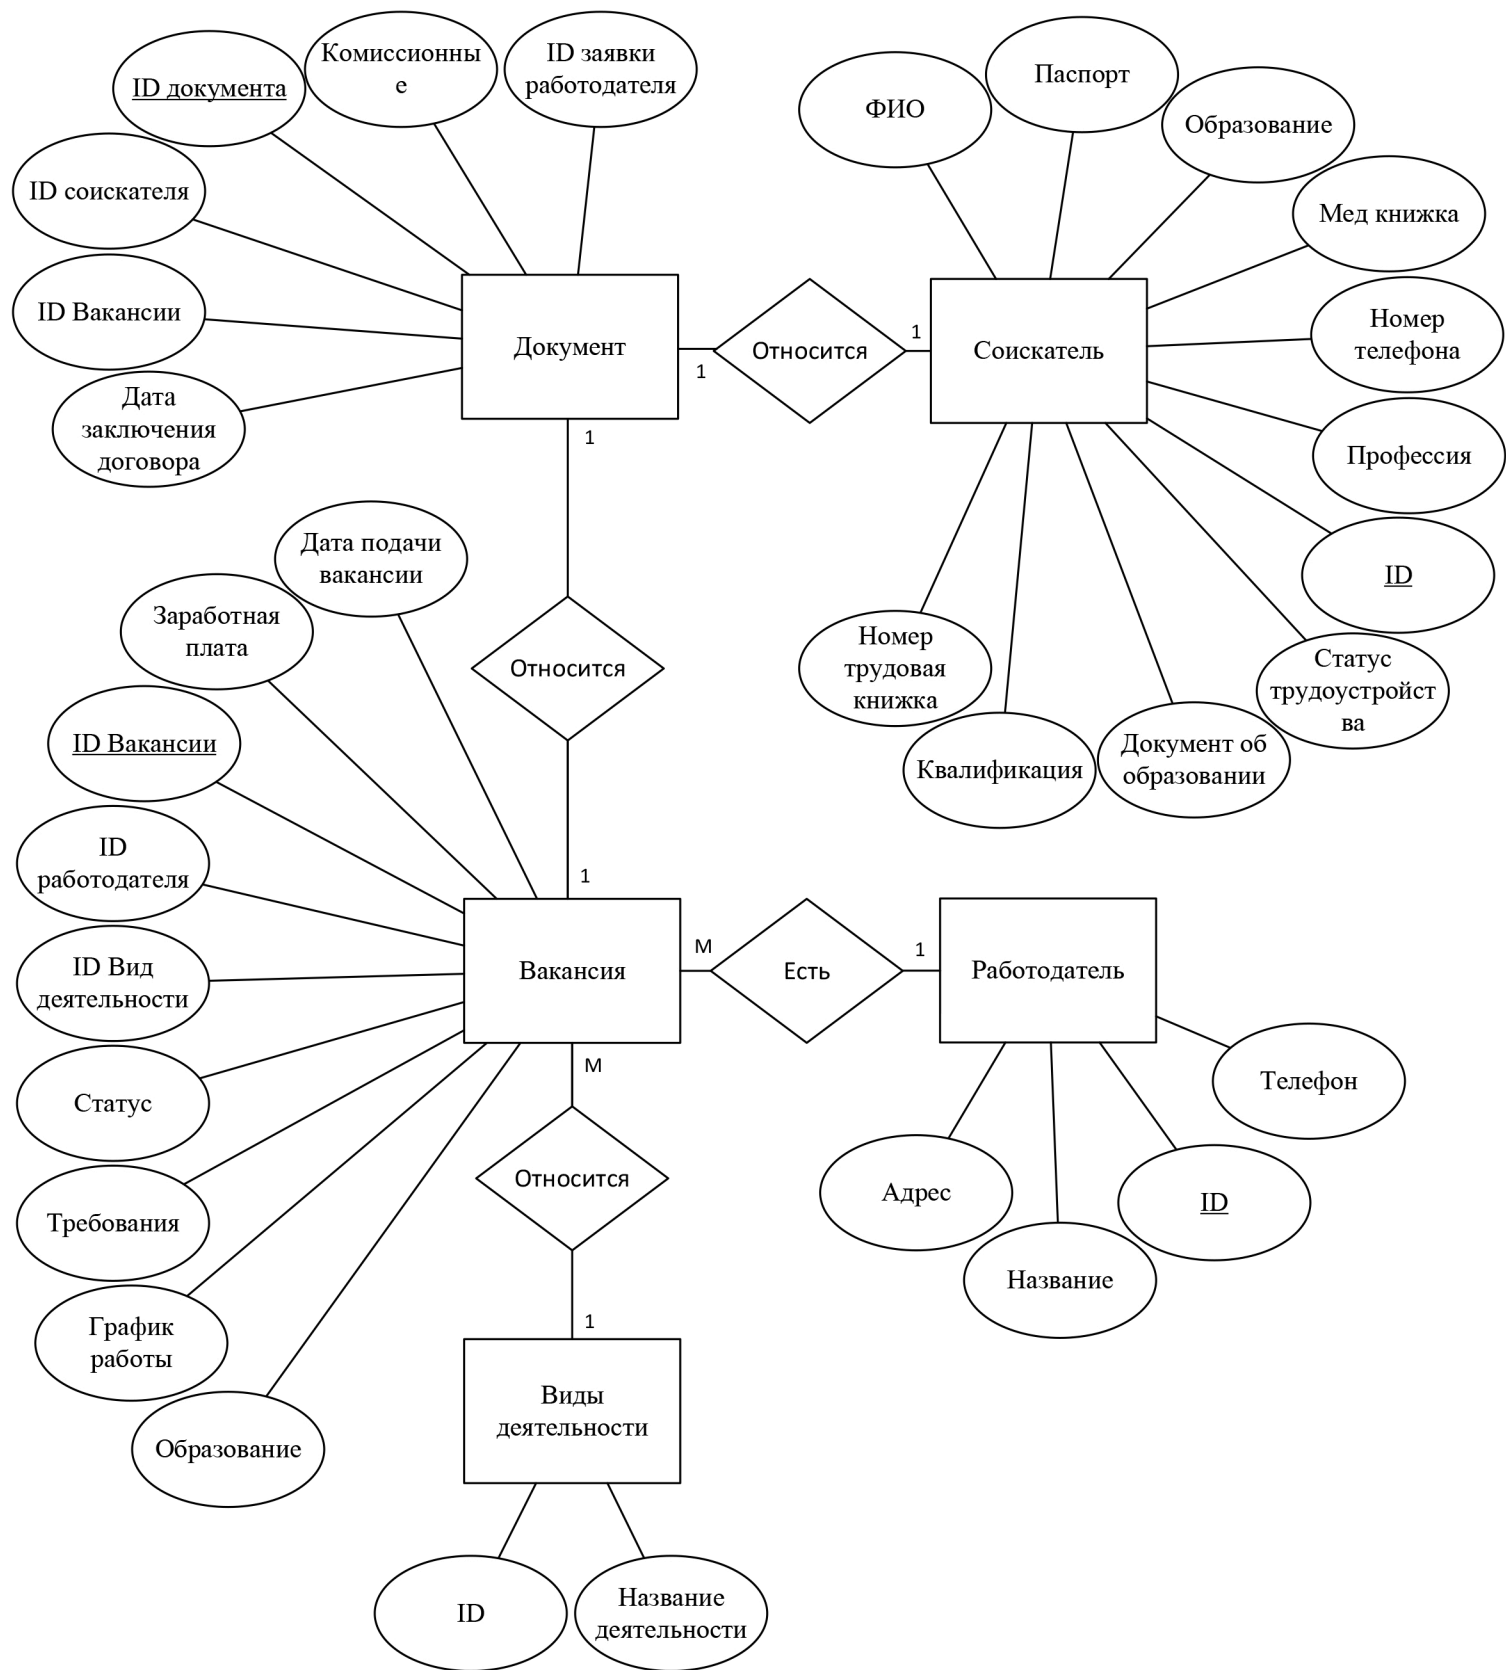 ID документа
Комиссионны
е
ID заявки
работодателя
ID соискателя
ID Вакансии
Дата
заключения
договора
Документ
1
Относится
1
Соискатель
ФИО
Паспорт
Образование
Мед книжка
Номер
телефона
Профессия
ID
Статус
трудоустройст
ва
Документ об
образовании
Квалификация
Номер
трудовая
книжка
1
Относится
1
Дата подачи
вакансии
Заработная
плата
ID Вакансии
ID
работодателя
ID Вид
деятельности
Статус
Требования
График
работы
Образование
Вакансия
М
Есть
1
Работодатель
Телефон
ID
Название
Адрес
М
Относится
1
Виды
деятельности
ID
Название
деятельности